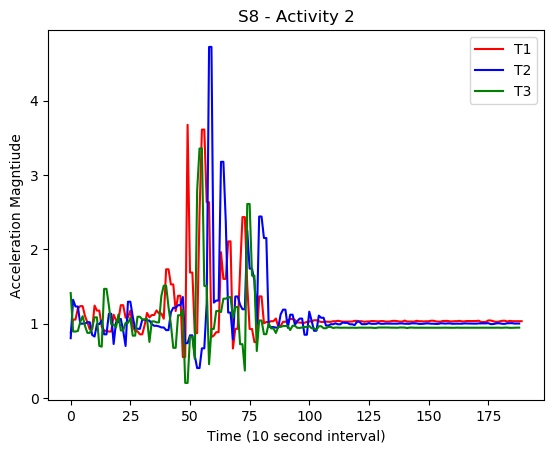 S8 - Activity 2
T1
T2
T3
Acceleration Magntiude
4
3
2
1
0
0
25
50
75
100
125
150
175
Time (10 second interval)